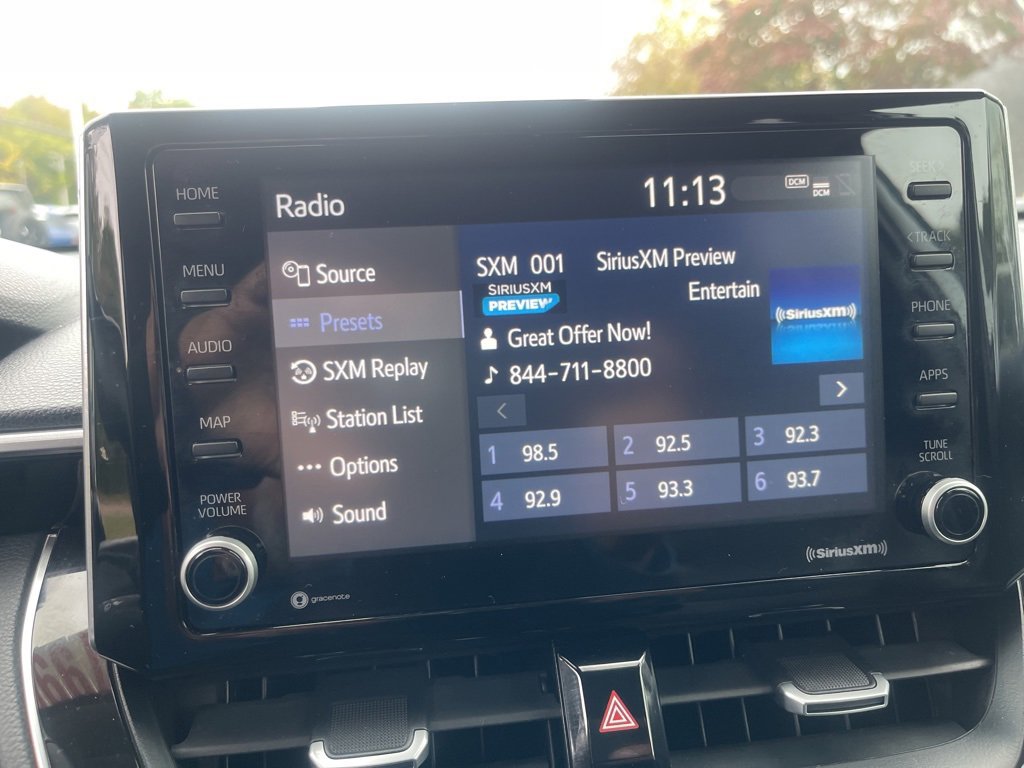 HOME
MENU
AUDIO
MAP
POWER
VOLUME
Radio
11:13
DCM
DCM
Source
Presets
SXM Replay
Station List
Options
Sound
SXM 001 SiriusXM Preview
SIRIUSXM
PREVIEW
Entertain
Great Offer Now!
844-711-8800
((SiriusXM))
<
>
1 98.5
2 92.5
3 92.3
4 92.9
5 93.3
6 93.7
gracenote
((SiriusXM))
SEEK >
< TRACK
PHONE
APPS
TUNE
SCROLL